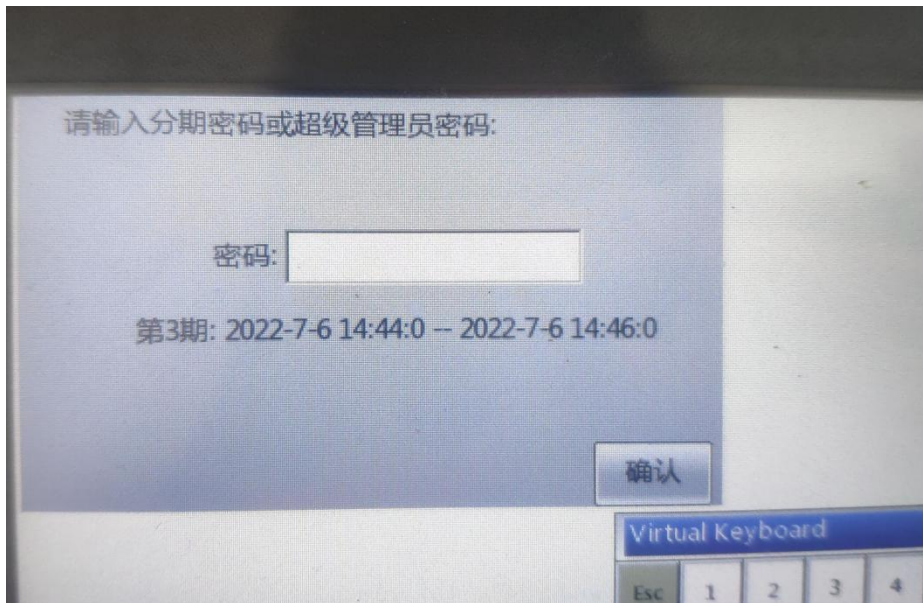 请输入分期密码或超级管理员密码:
密码:
第3期: 2022-7-6 14:44:0 -- 2022-7-6 14:46:0
确认
Virtual Keyboard
Esc 1 2 3 4